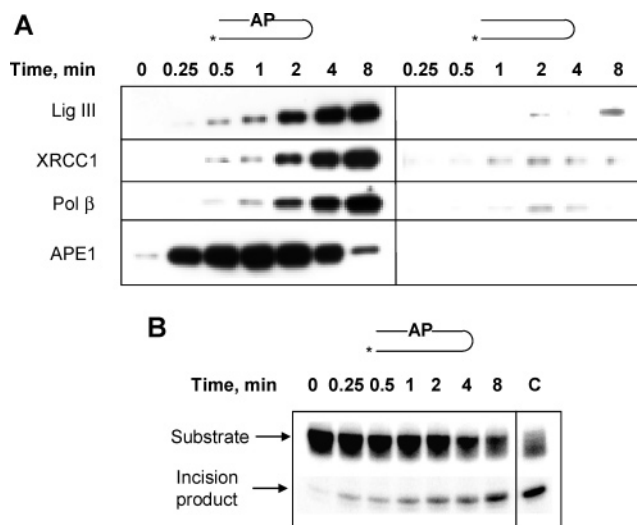 A
AP
*
*
Time, min 0 0.25 0.5 1 2 4 8 0.25 0.5 1 2 4 8
Lig III
XRCC1
Pol β
APE1
B
AP
*
Time, min 0 0.25 0.5 1 2 4 8 C
Substrate
Incision
product